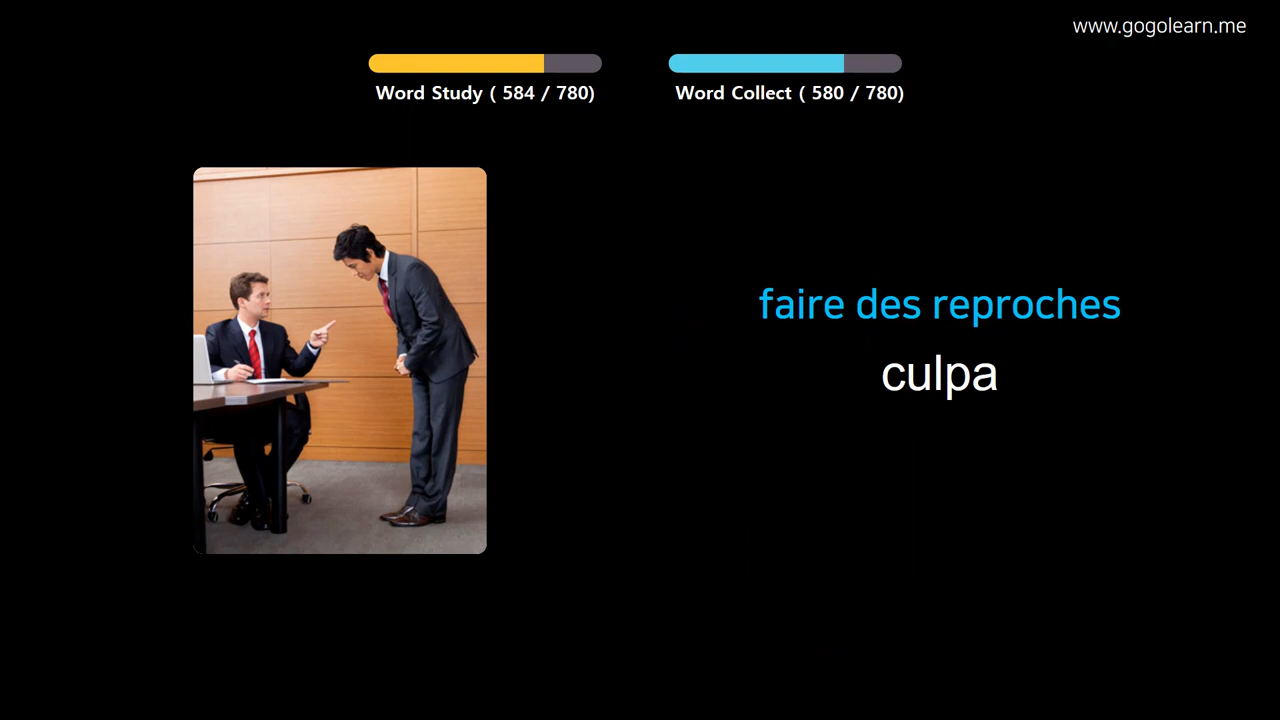 www.gogolearn.me
Word Study ( 584 / 780)
Word Collect ( 580 / 780)
faire des reproches
culpa